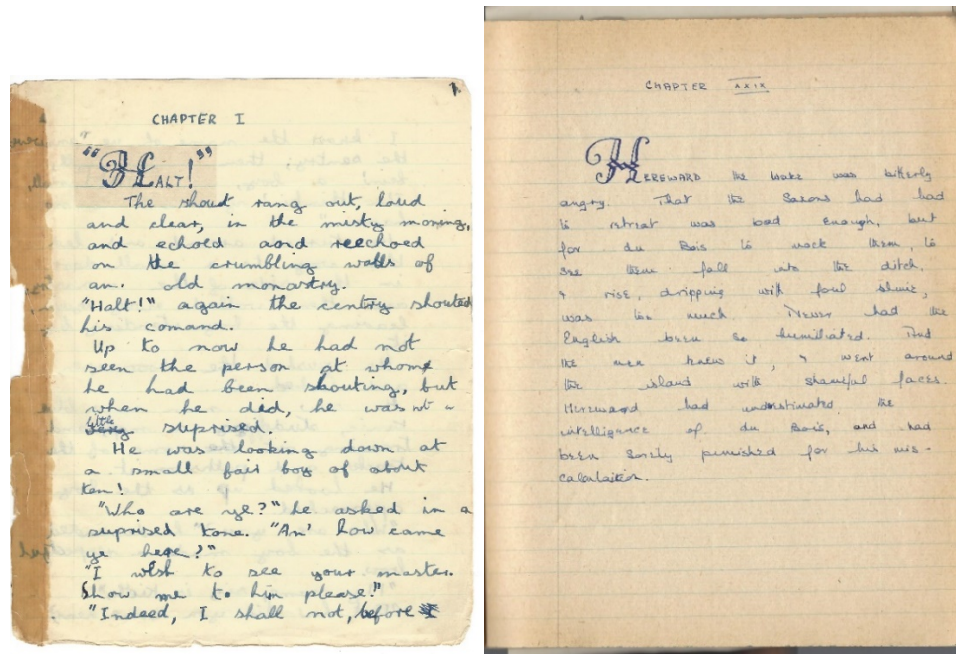 1
CHAPTER I
"HALT!"
The shout rang out, loud
and clear, in the misty moning,
and echoed aond reechoed
on the crumbling walls of
an. old monastry.
"Halt!" again the centry shouted
his comand.
Up to now he had not
seen the person at whom
he had been shouting, but
when he did, he was not a
little suprised.
He was looking down at
a small fair boy of about
ten!
"Who are ye?" he asked in a
suprised tone. "An' how came
ye here?"
"I wish to see your master.
Show me to him please!"
"Indeed, I shall not, before
CHAPTER XXIX
HEREWARD the wake was bitterly
angry. That the Saxons had had
to retreat was bad enough, but
for du Bois to mock them, to
see them fall into the ditch.
& rise, dripping with foul slime,
was too much. Never had the
English been so humiliated. And
the men knew it, & went around
the island with shameful faces.
Hereward had understimated the
intelligence of du Bois, and had
been sorely punished for his mis-
calculation.